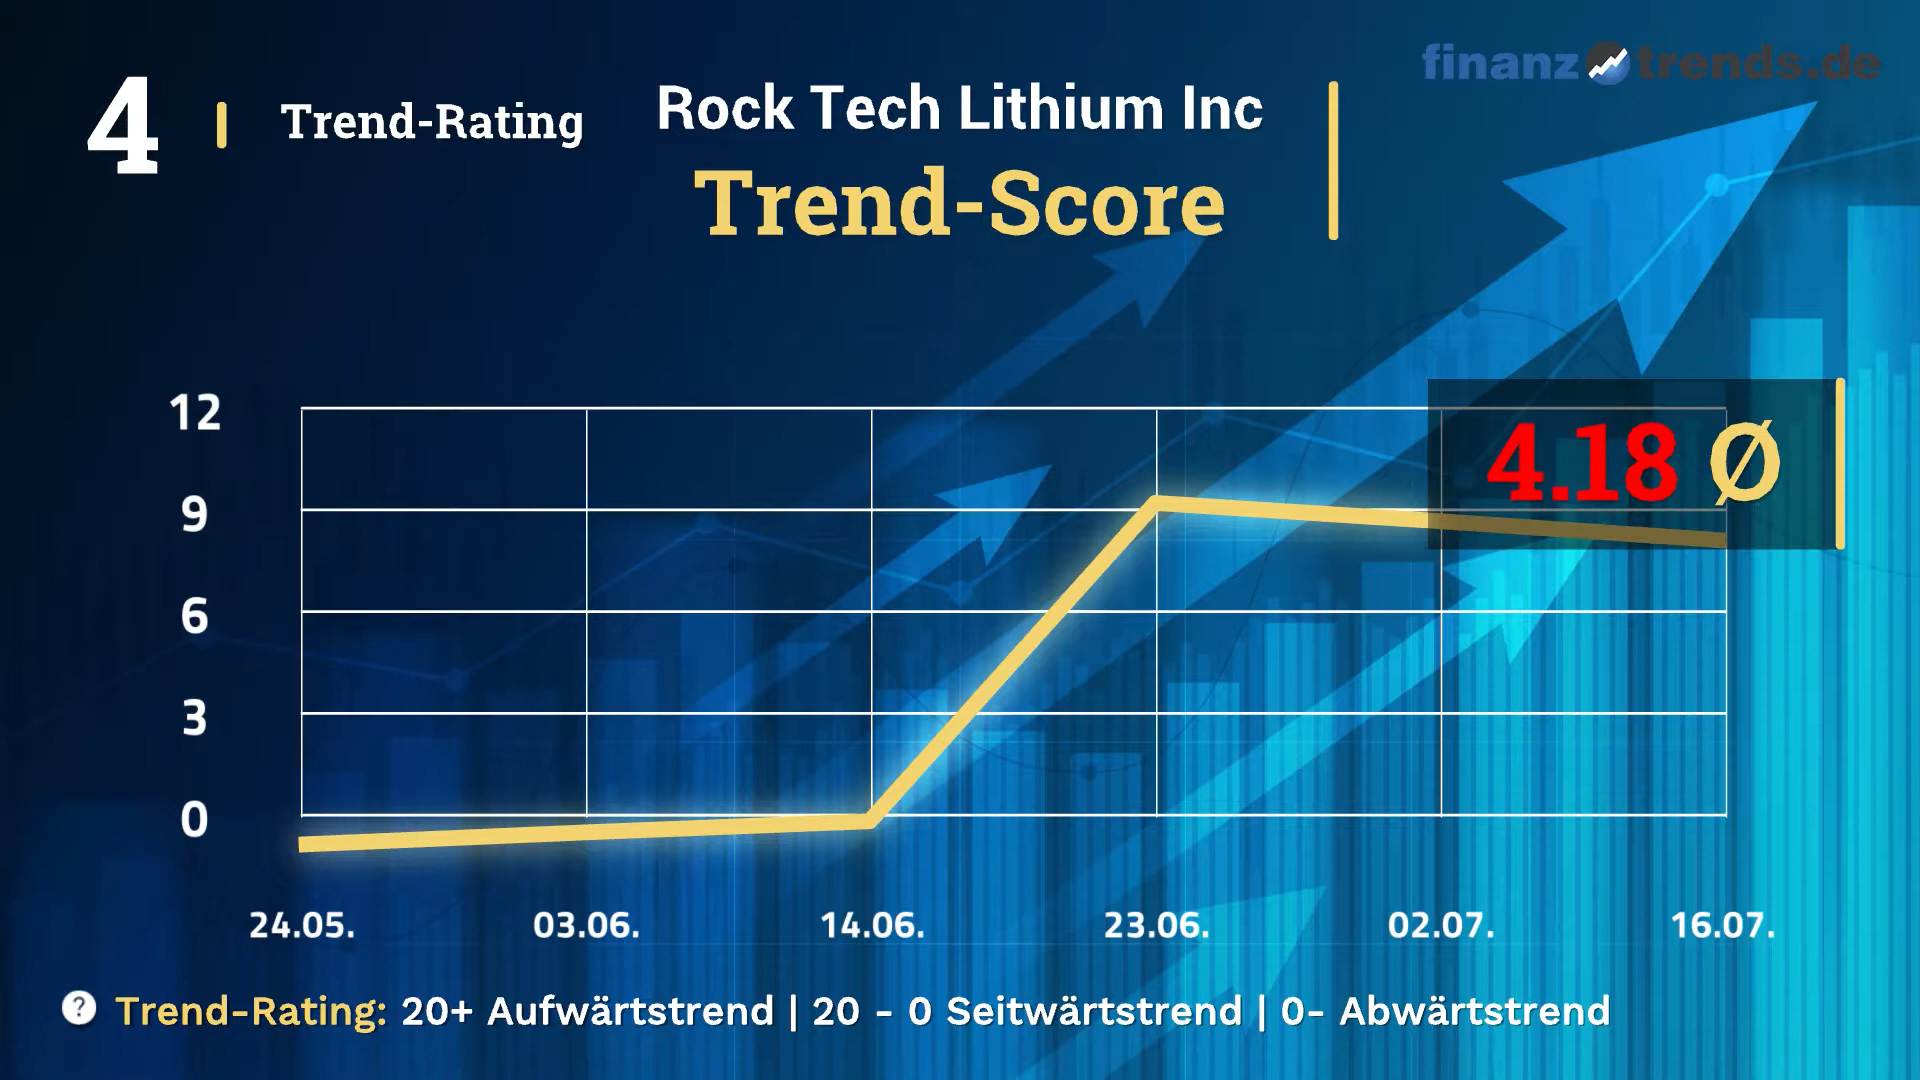 finanztrends.de
4
Trend-Rating
Rock Tech Lithium Inc
Trend-Score
4.18 Ø
12
9
6
3
0
24.05. 03.06. 14.06. 23.06. 02.07. 16.07.
? Trend-Rating: 20+ Aufwärtstrend | 20 - 0 Seitwärtstrend | 0- Abwärtstrend